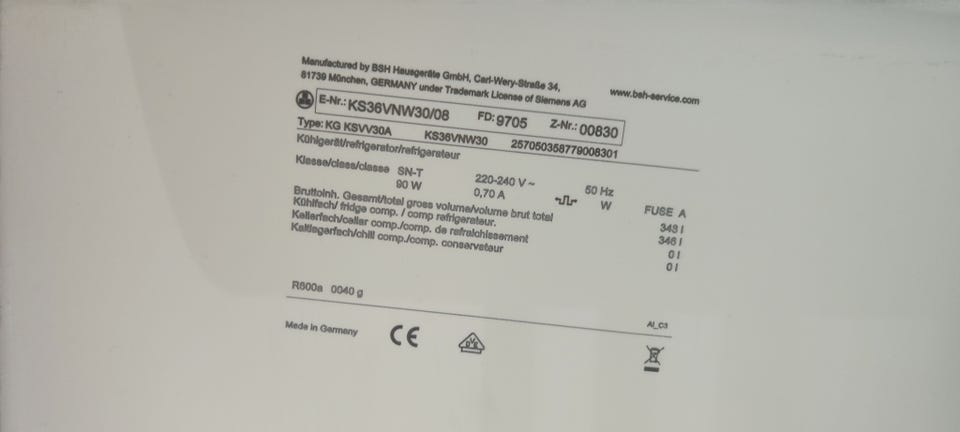 Manufactured by BSH Hausgeräte GmbH, Carl-Wery-Straße 34,
81739 München, GERMANY under Trademark License of Siemens AG
www.bsh-service.com
E-Nr.: KS36VNW30/08 FD: 9705 Z-Nr.: 00830
Type: KG KSVV30A KS36VNW30 257050358779008301
Kühlgerät/refrigerator/refrigerateur
Klasse/class/classe SN-T 220-240 V ~ 50 Hz
90 W 0,70 A W FUSE A
Bruttoinh. Gesamt/total gross volume/volume brut total 348 l
Kühlfach/ fridge comp. / comp refrigerateur. 346 l
Kellerfach/cellar comp./comp. de rafraichissement 0 l
Kaltlagerfach/chill comp./comp. conservateur 0 l
R600a 0040 g
AI_C3
Made in Germany CE